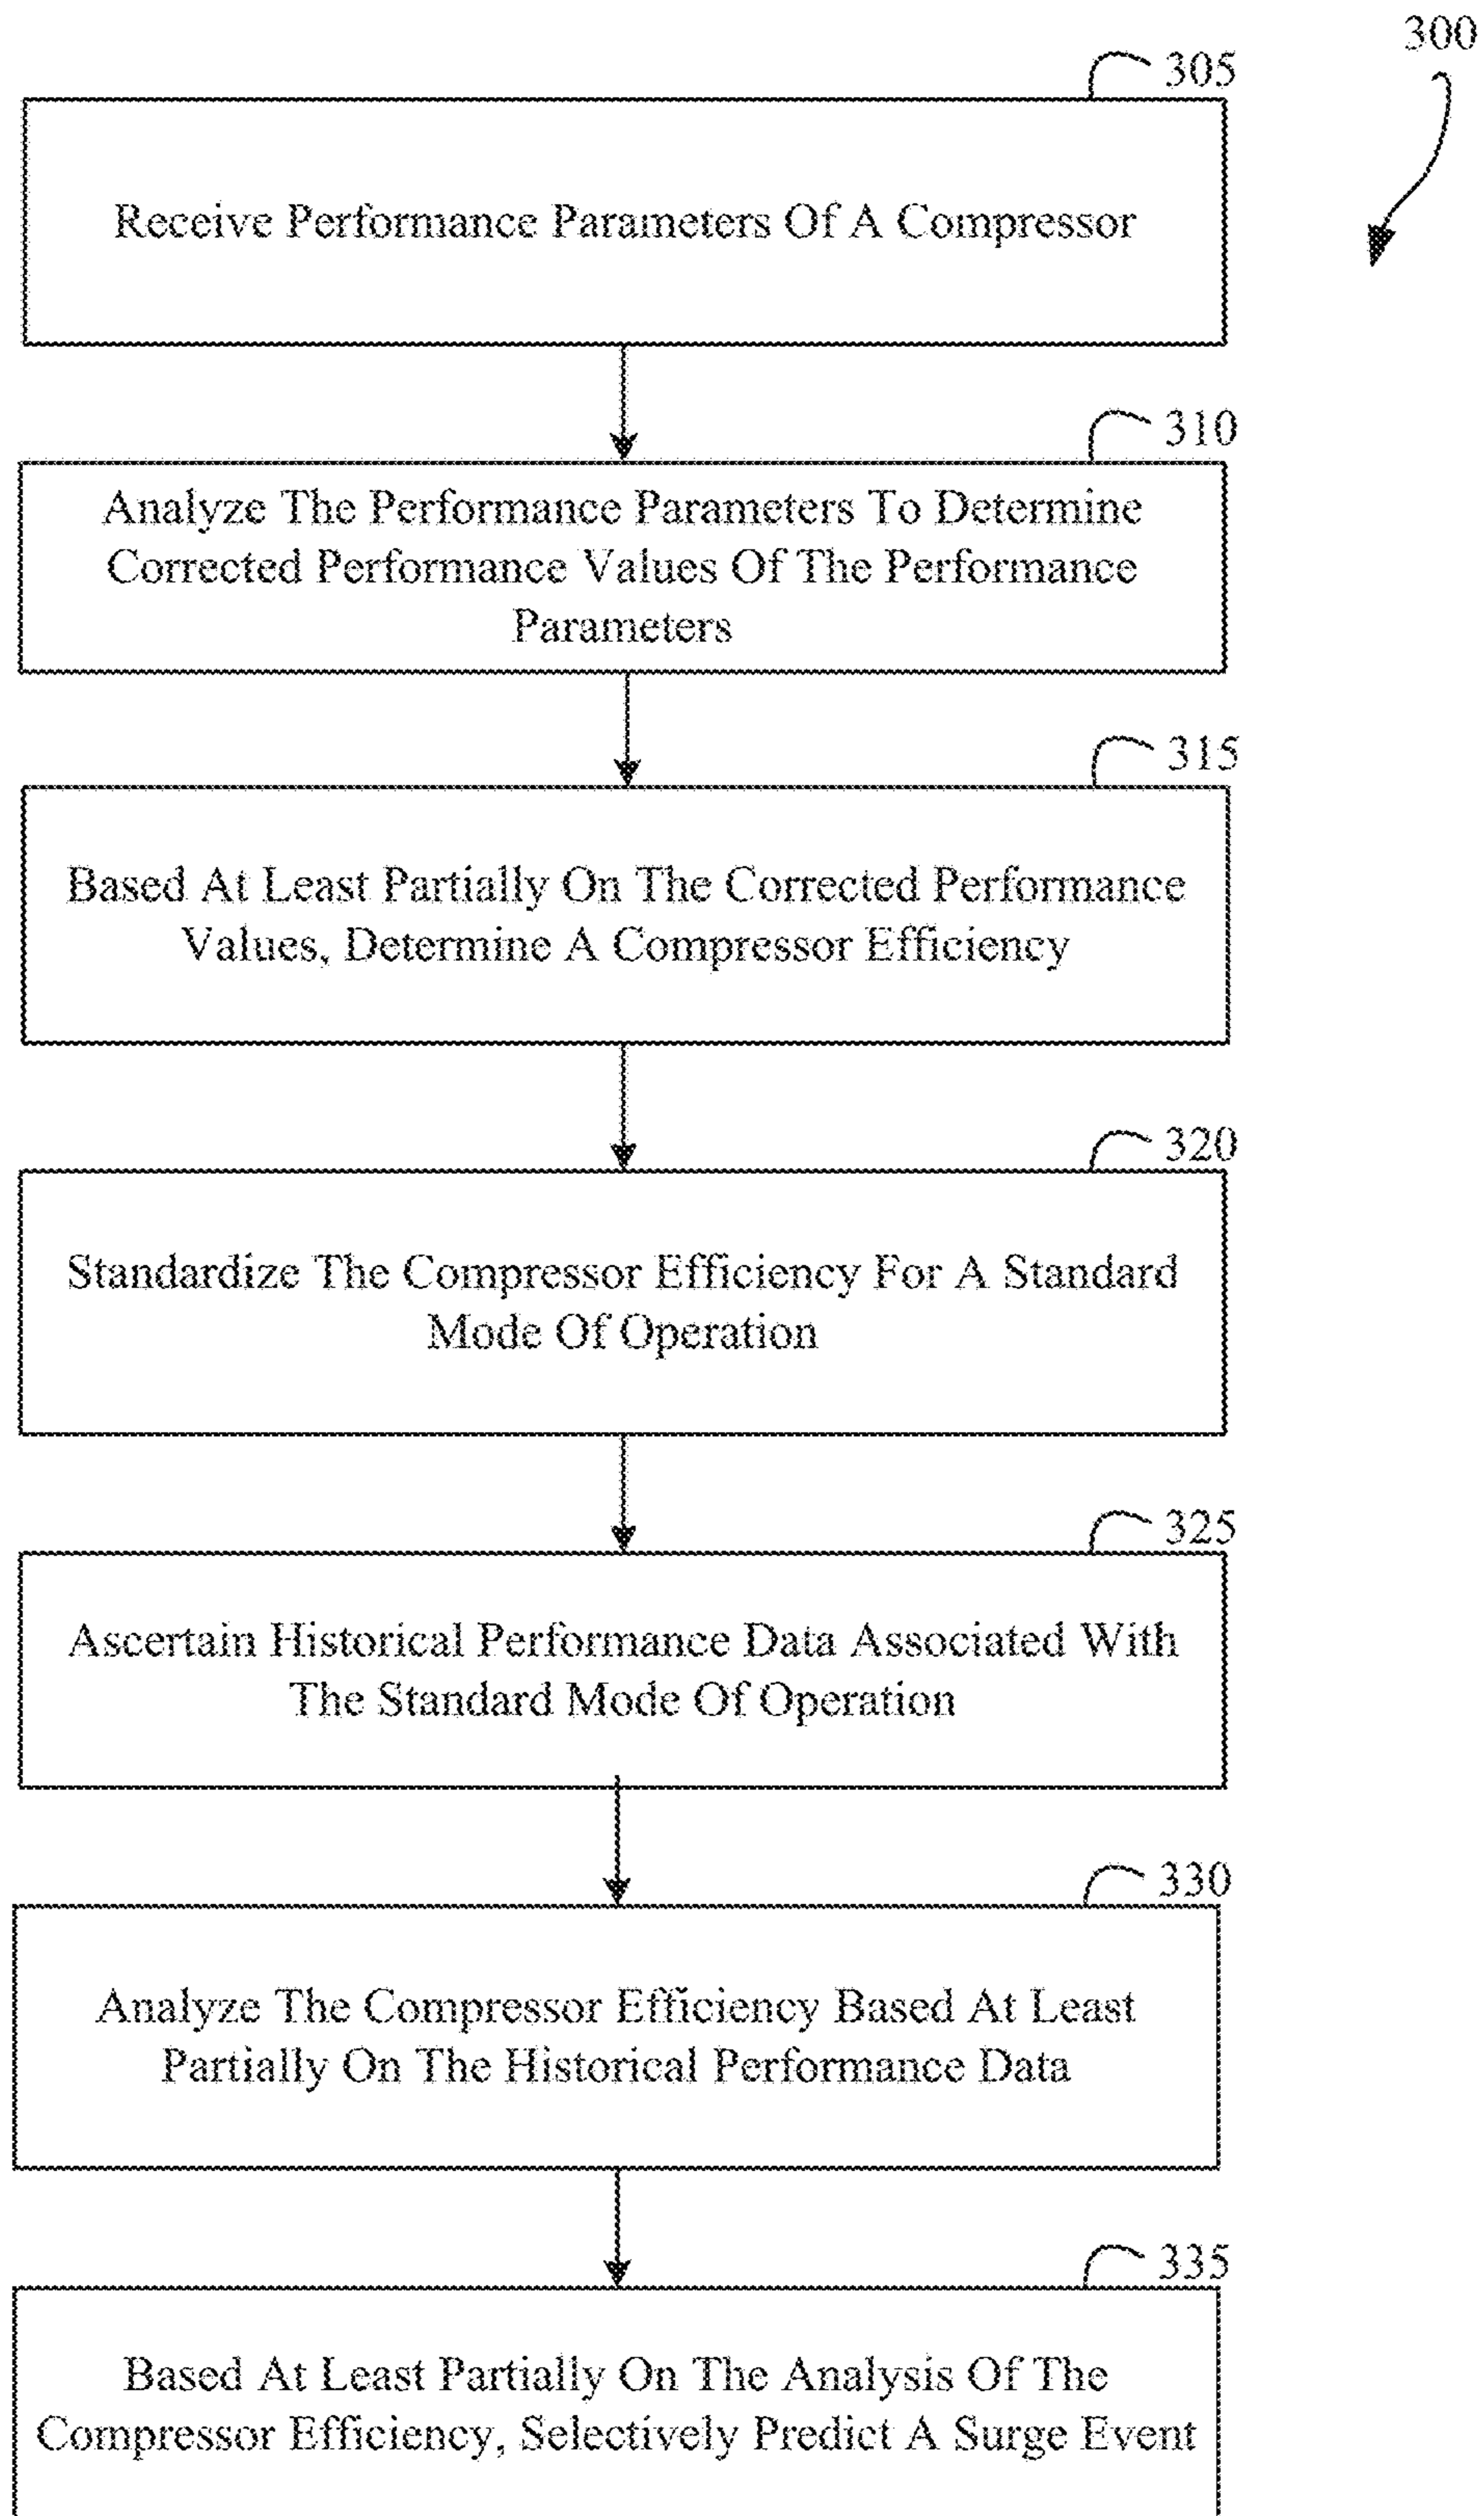 300
305
Receive Performance Parameters Of A Compressor
310
Analyze The Performance Parameters To Determine
Corrected Performance Values Of The Performance
Parameters
315
Based At Least Partially On The Corrected Performance
Values, Determine A Compressor Efficiency
320
Standardize The Compressor Efficiency For A Standard
Mode Of Operation
325
Ascertain Historical Performance Data Associated With
The Standard Mode Of Operation
330
Analyze The Compressor Efficiency Based At Least
Partially On The Historical Performance Data
335
Based At Least Partially On The Analysis Of The
Compressor Efficiency, Selectively Predict A Surge Event